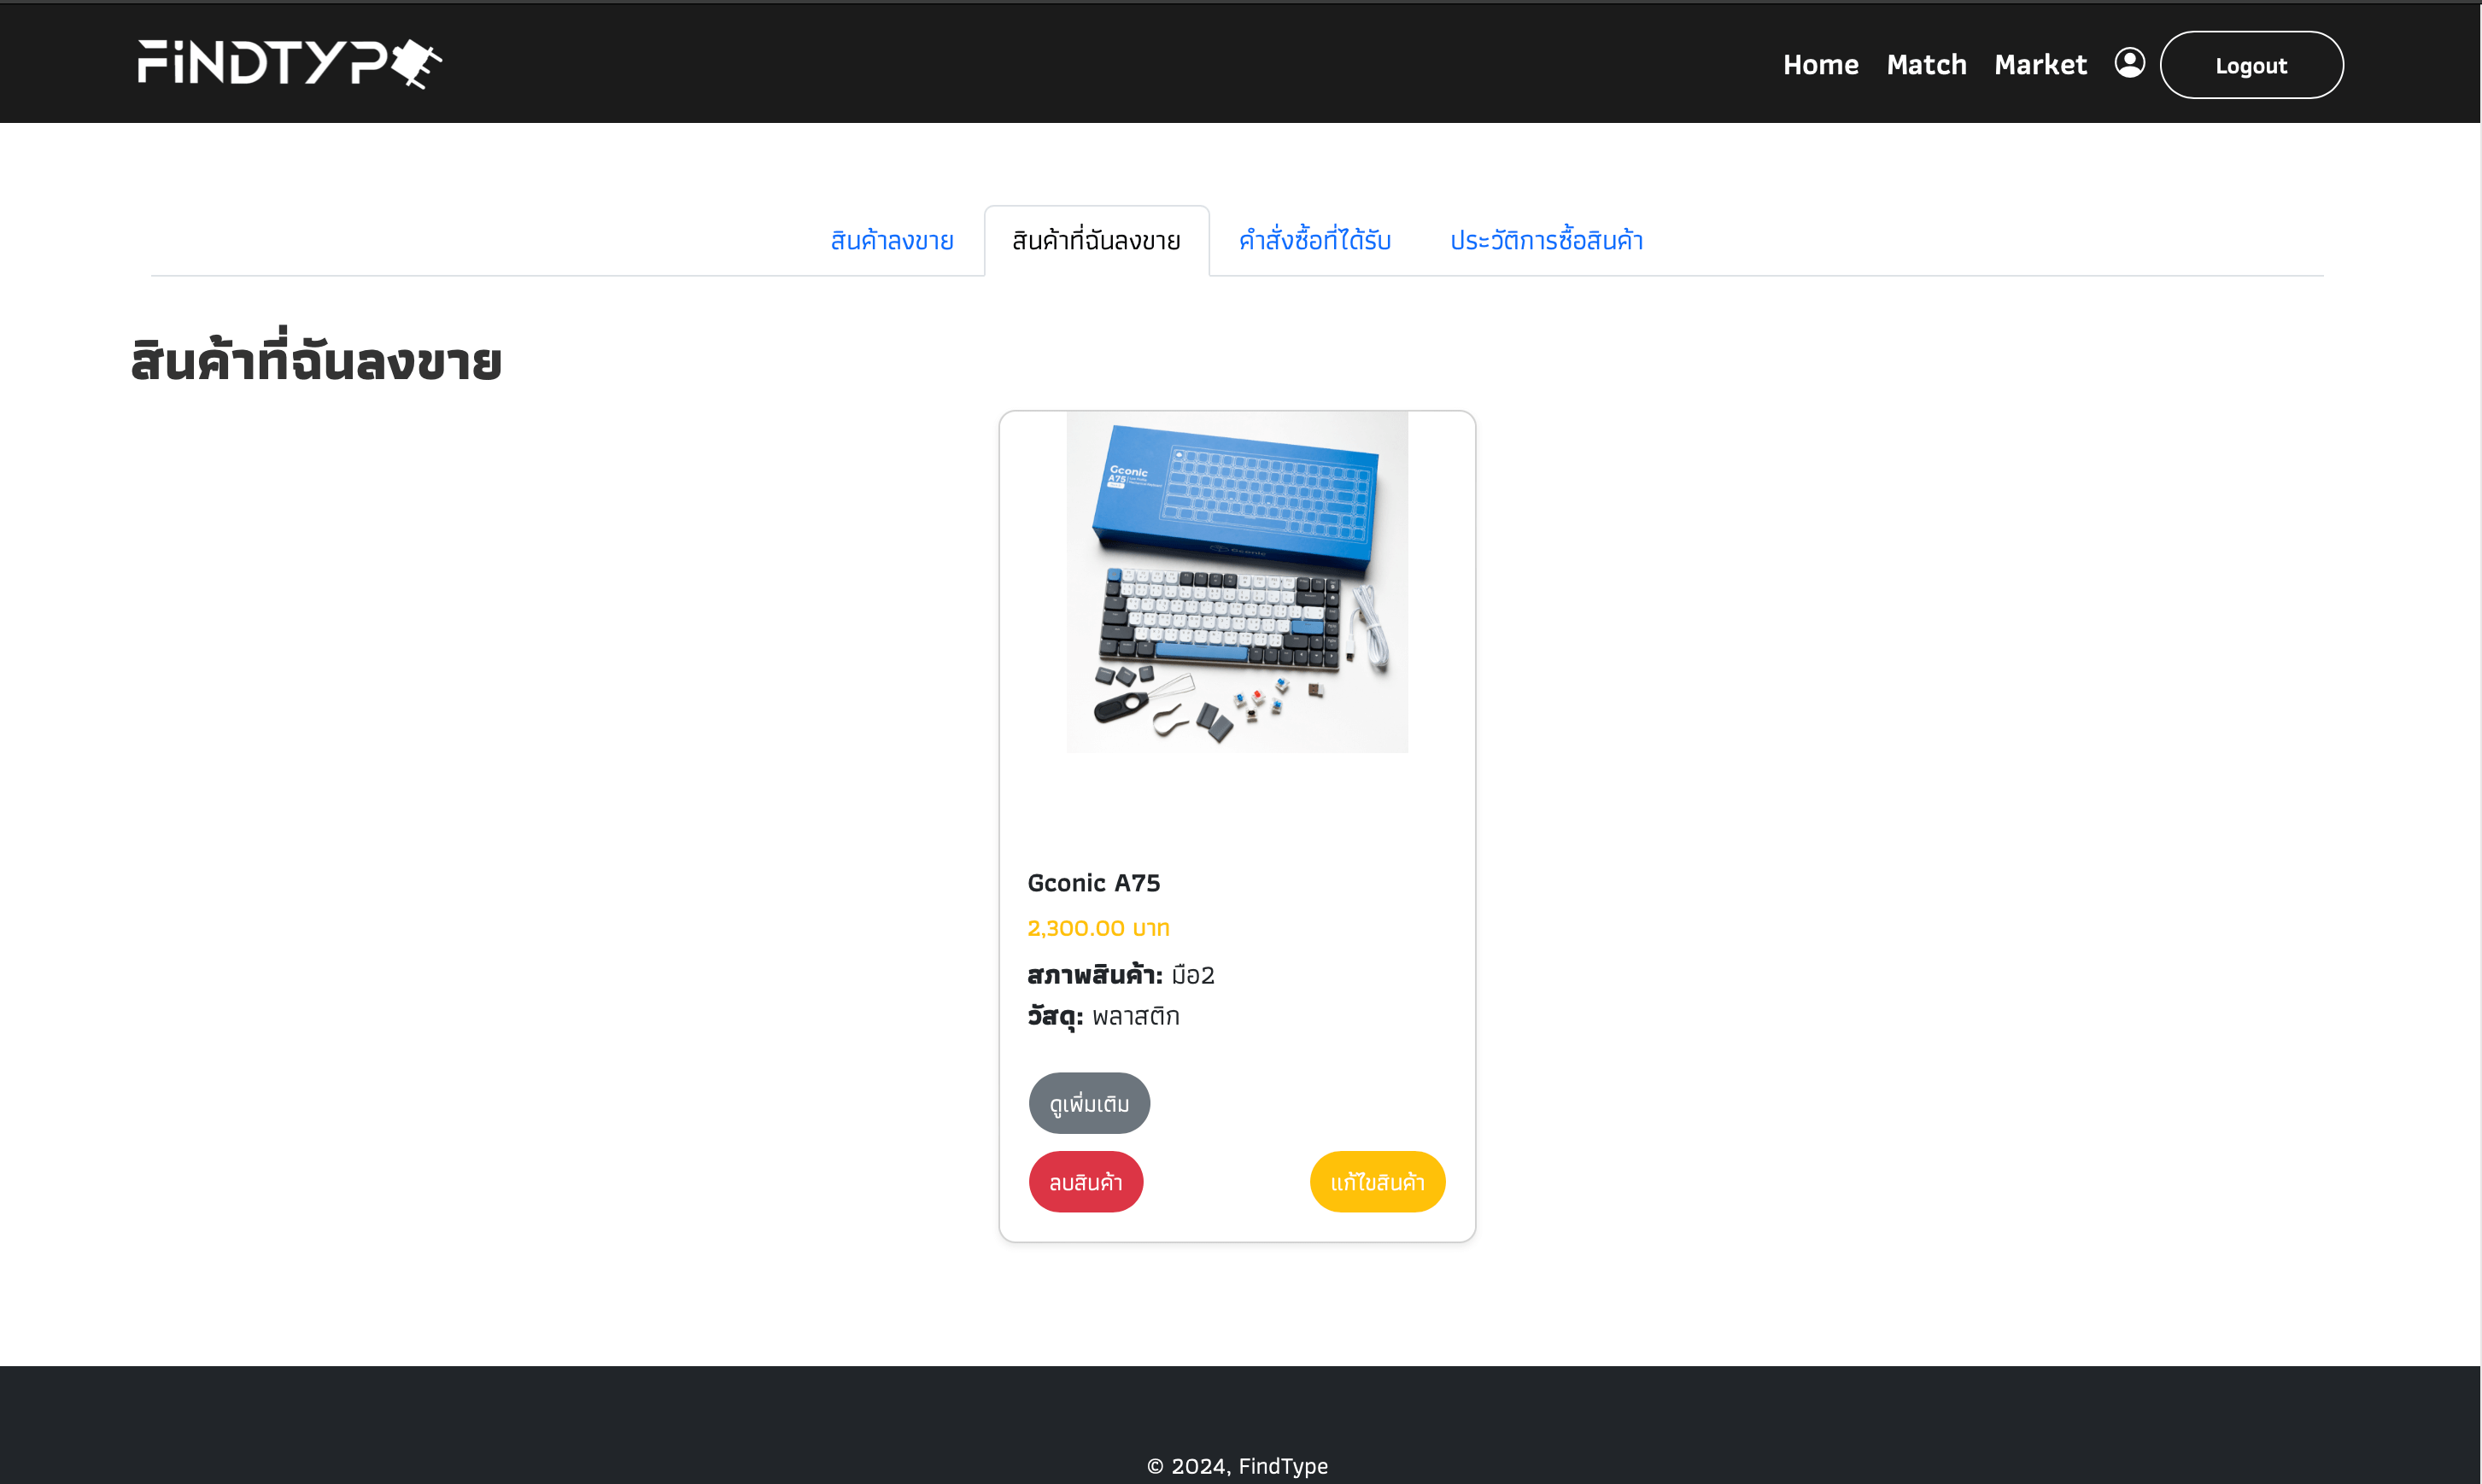 FiNDTYP
Home Match Market Logout
สินค้าลงขาย สินค้าที่ฉันลงขาย คำสั่งซื้อที่ได้รับ ประวัติการซื้อสินค้า
สินค้าที่ฉันลงขาย
Gconic
A75
Gconic
Gconic A75
2,300.00 บาท
สภาพสินค้า: มือ2
วัสดุ: พลาสติก
ดูเพิ่มเติม
ลบสินค้า แก้ไขสินค้า
© 2024, FindType